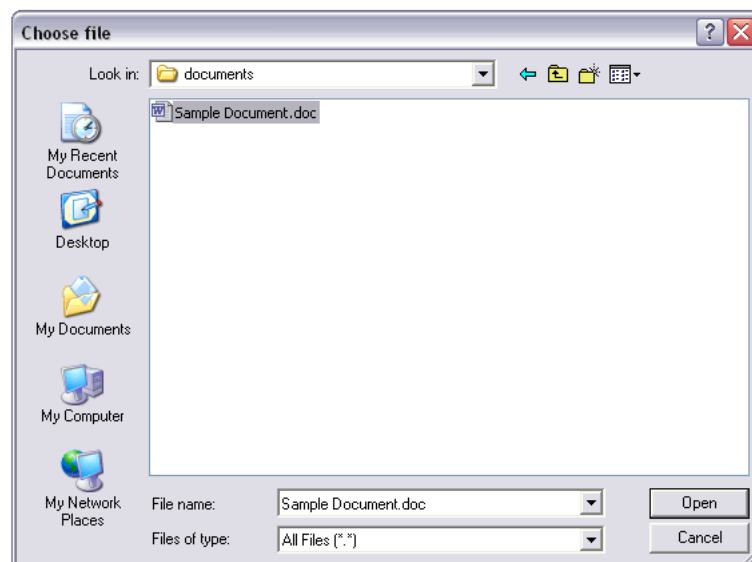 Choose file
Look in: documents
Sample Document.doc
My Recent
Documents
Desktop
My Documents
My Computer
My Network
Places
File name: Sample Document.doc Open
Files of type: All Files (*.*) Cancel